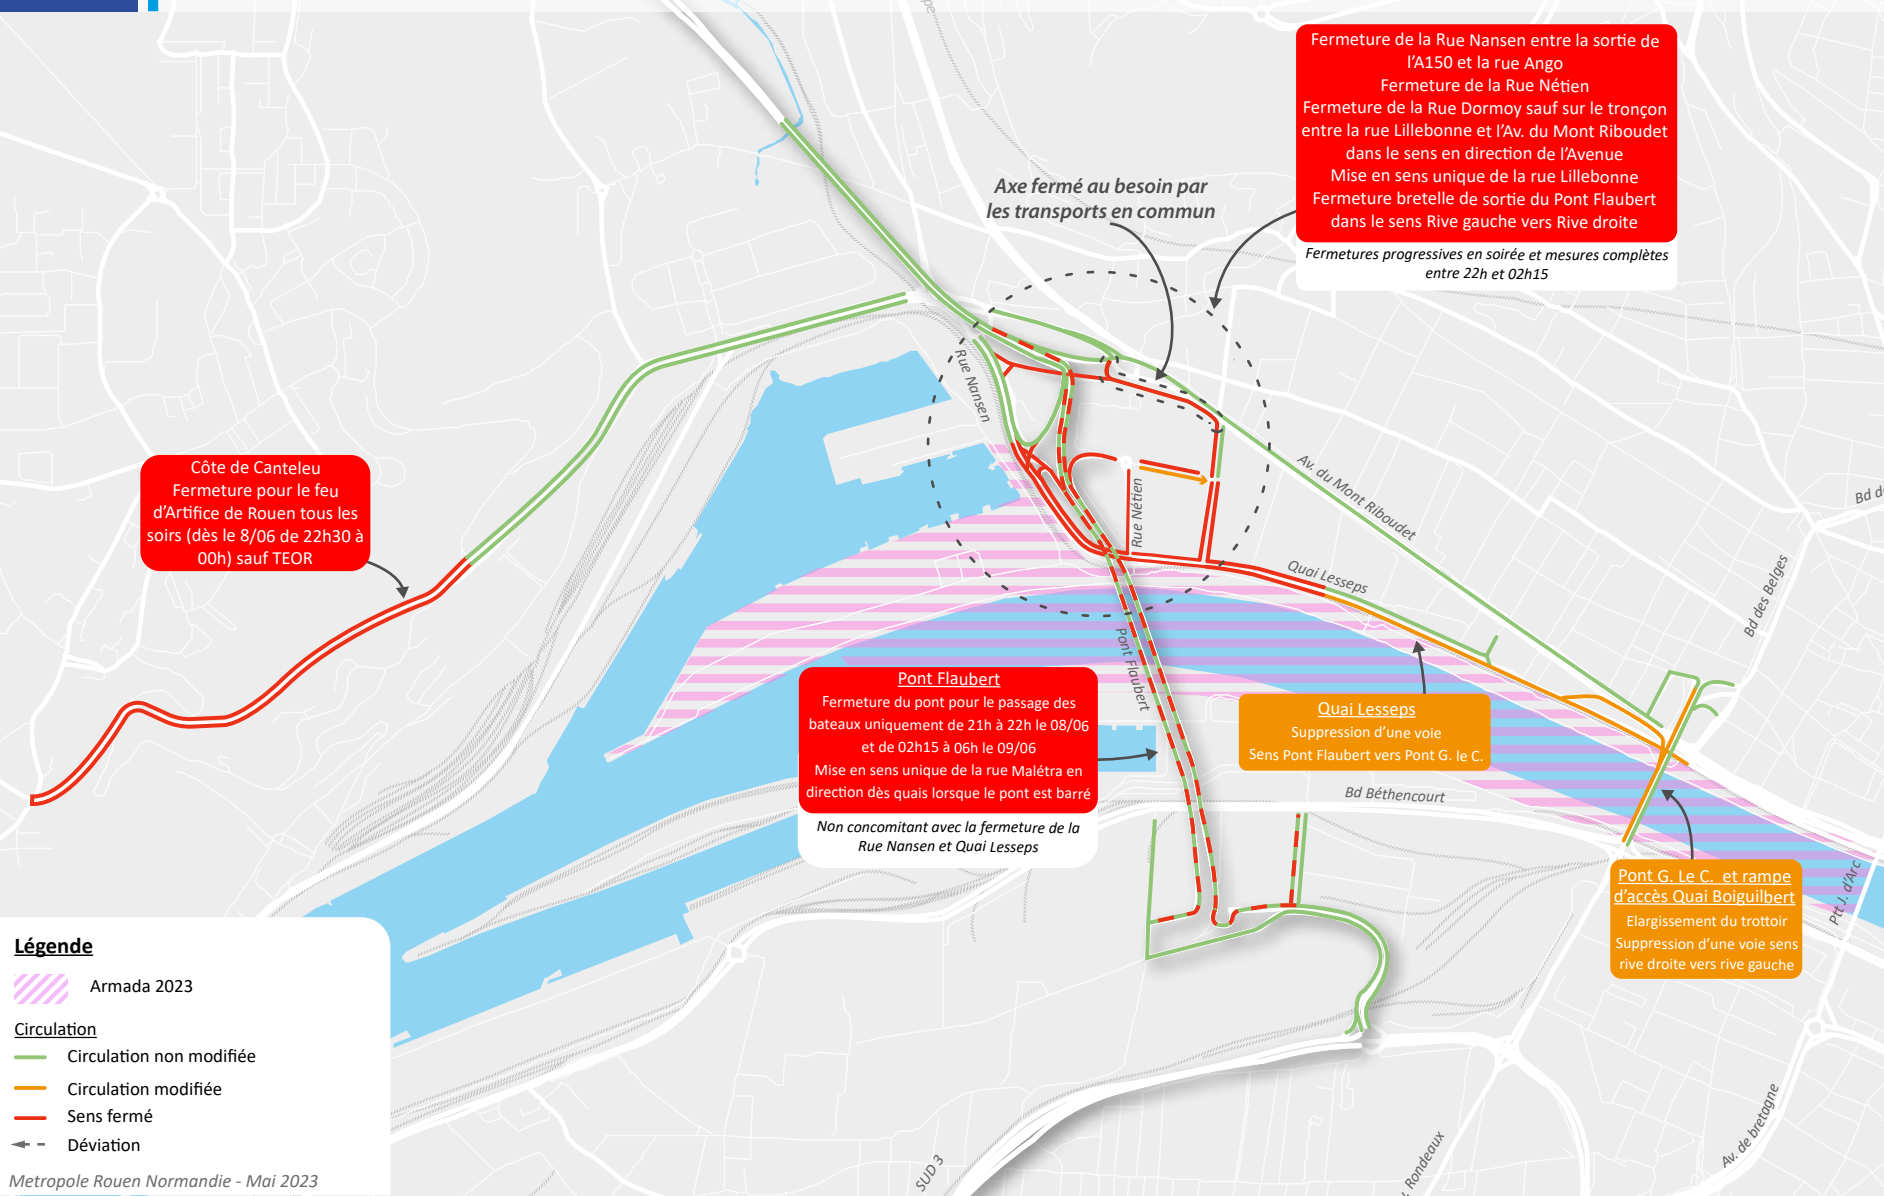 Fermeture de la Rue Nansen entre la sortie de
l'A150 et la rue Ango
Fermeture de la Rue Nétien
Fermeture de la Rue Dormoy sauf sur le tronçon
entre la rue Lillebonne et l'Av. du Mont Riboudet
dans le sens en direction de l'Avenue
Mise en sens unique de la rue Lillebonne
Fermeture bretelle de sortie du Pont Flaubert
dans le sens Rive gauche vers Rive droite
Fermetures progressives en soirée et mesures complètes
entre 22h et 02h15
Axe fermé au besoin par
les transports en commun
Rue Nansen
Rue Nétien
Av. du Mont Riboudet
Quai Lesseps
Bd des Belges
Bd d
Côte de Canteleu
Fermeture pour le feu
d'Artifice de Rouen tous les
soirs (dès le 8/06 de 22h30 à
00h) sauf TEOR
Pont Flaubert
Pont Flaubert
Fermeture du pont pour le passage des
bateaux uniquement de 21h à 22h le 08/06
et de 02h15 à 06h le 09/06
Mise en sens unique de la rue Malétra en
direction dès quais lorsque le pont est barré
Non concomitant avec la fermeture de la
Rue Nansen et Quai Lesseps
Quai Lesseps
Suppression d'une voie
Sens Pont Flaubert vers Pont G. le C.
Bd Béthencourt
Pont G. Le C. et rampe
d'accès Quai Boiguilbert
Elargissement du trottoir
Suppression d'une voie sens
rive droite vers rive gauche
Ptt J. d'Arc
Av. de bretagne
Rondeaux
SUD 3
Légende
Armada 2023
Circulation
Circulation non modifiée
Circulation modifiée
Sens fermé
Déviation
Metropole Rouen Normandie - Mai 2023